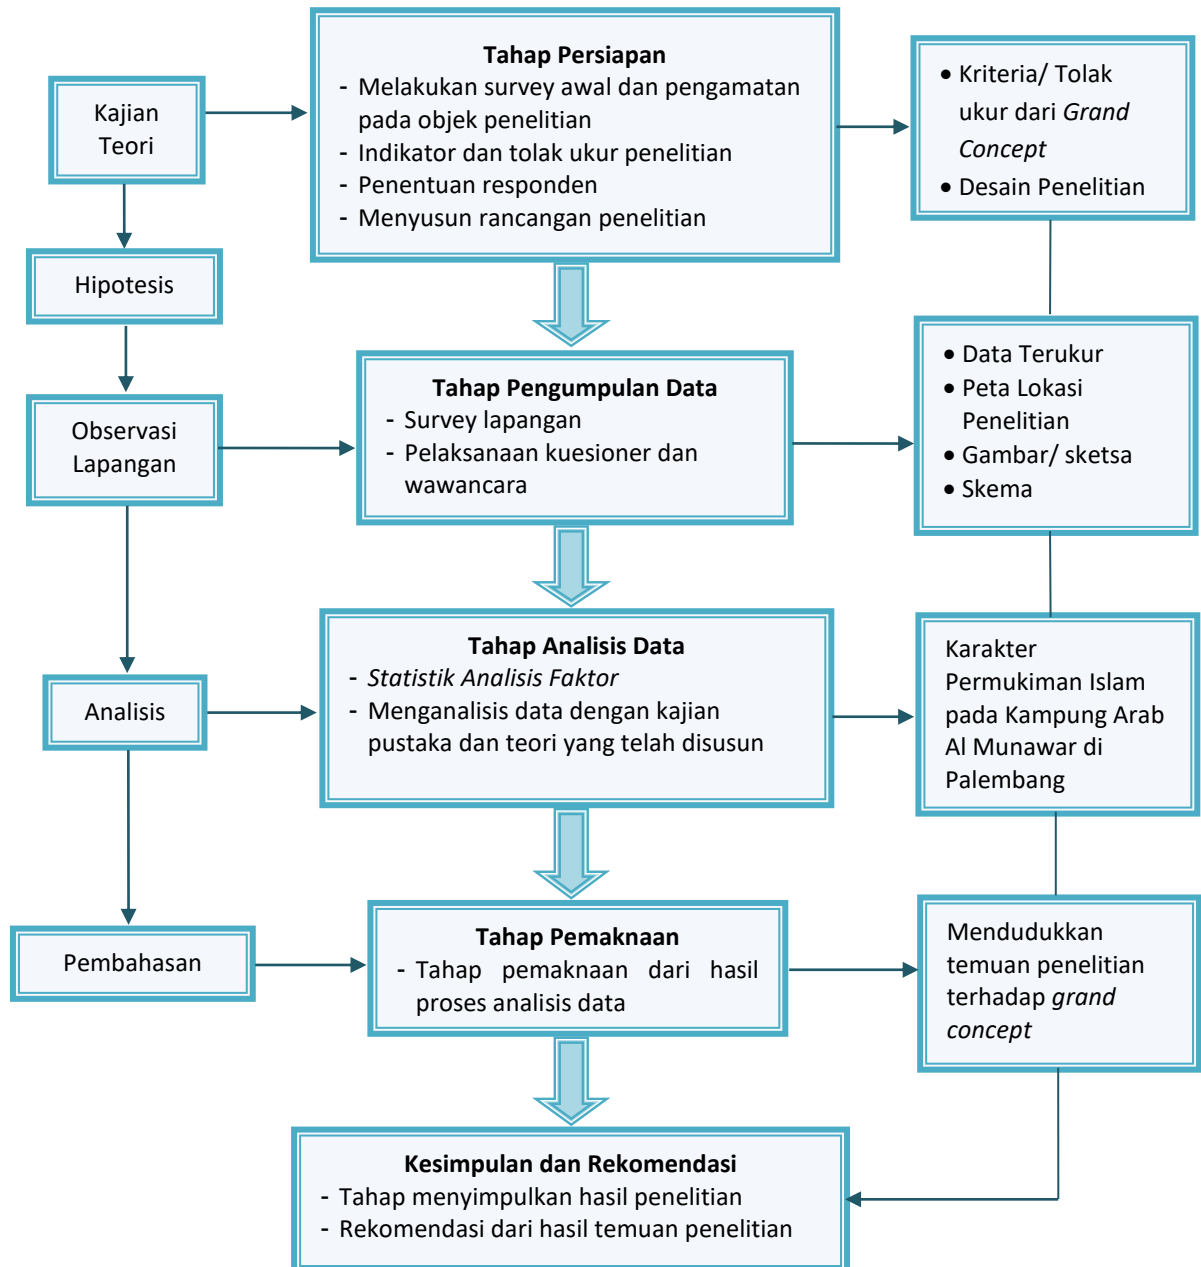 Kajian
Teori
Tahap Persiapan
- Melakukan survey awal dan pengamatan
pada objek penelitian
- Indikator dan tolak ukur penelitian
- Penentuan responden
- Menyusun rancangan penelitian
• Kriteria/ Tolak
ukur dari Grand
Concept
• Desain Penelitian
Hipotesis
Observasi
Lapangan
Tahap Pengumpulan Data
- Survey lapangan
- Pelaksanaan kuesioner dan
wawancara
• Data Terukur
• Peta Lokasi
Penelitian
• Gambar/ sketsa
• Skema
Analisis
Tahap Analisis Data
- Statistik Analisis Faktor
- Menganalisis data dengan kajian
pustaka dan teori yang telah disusun
Karakter
Permukiman Islam
pada Kampung Arab
Al Munawar di
Palembang
Pembahasan
Tahap Pemaknaan
- Tahap pemaknaan dari hasil
proses analisis data
Mendudukkan
temuan penelitian
terhadap grand
concept
Kesimpulan dan Rekomendasi
- Tahap menyimpulkan hasil penelitian
- Rekomendasi dari hasil temuan penelitian